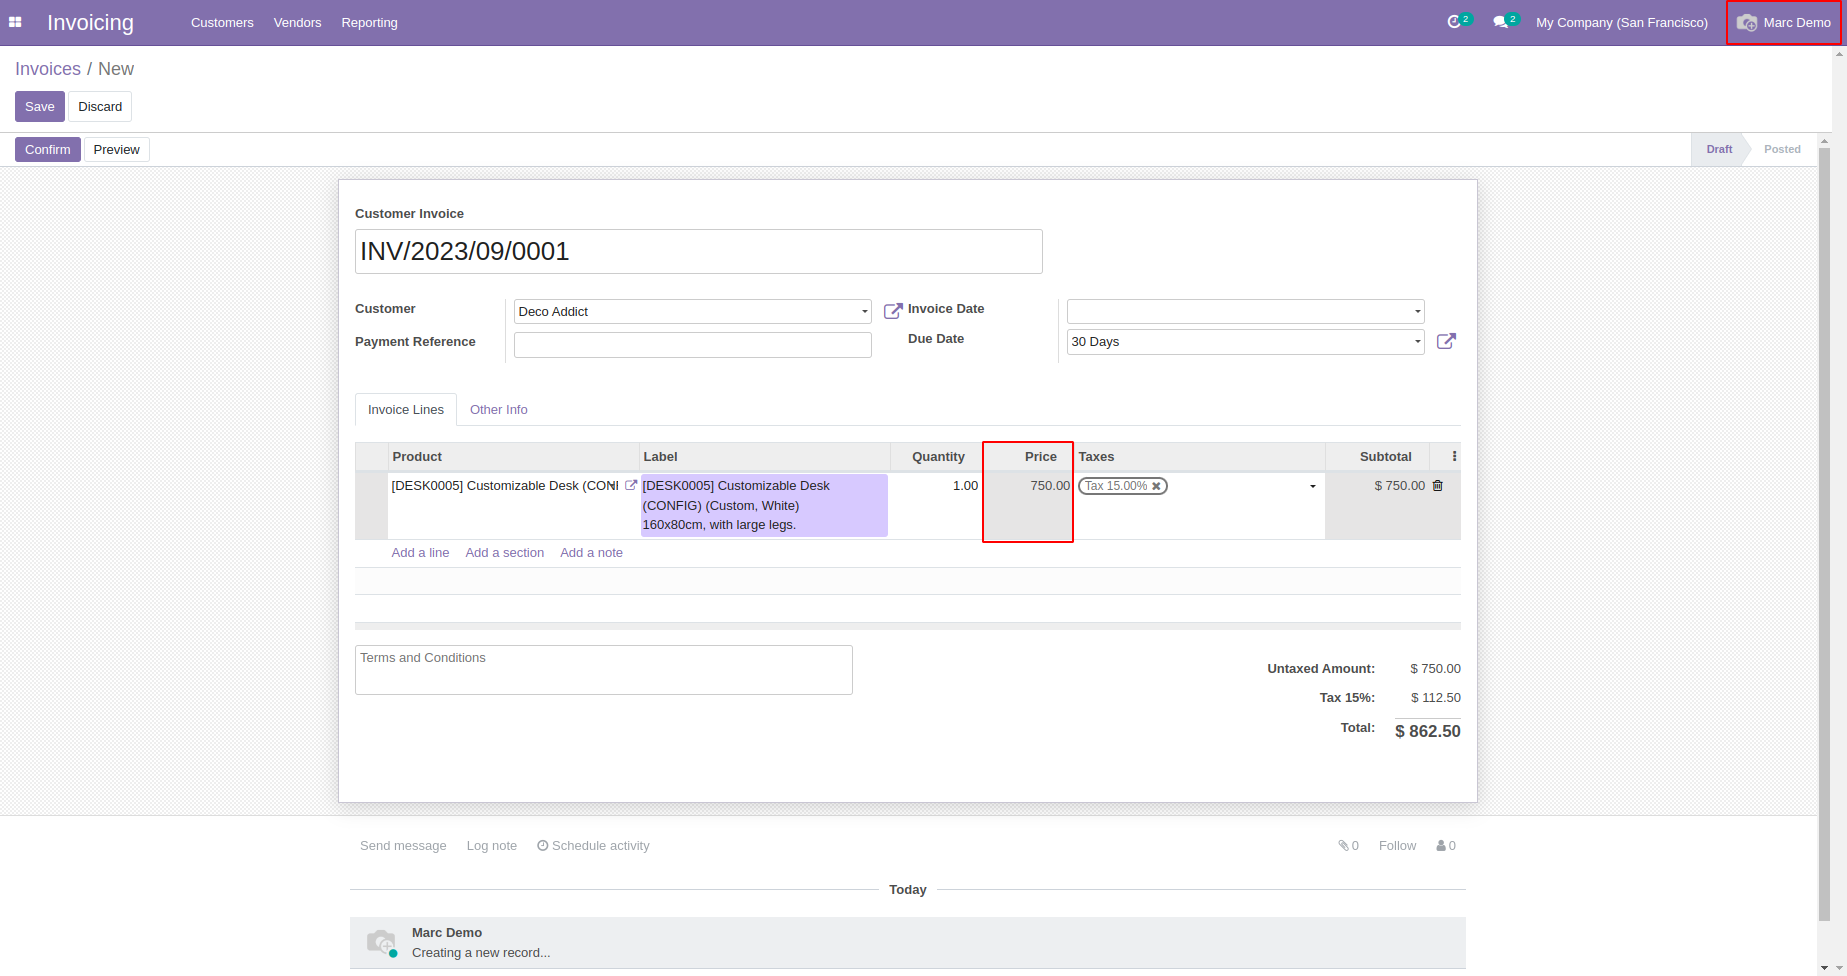 Invoicing Customers Vendors Reporting 2 2 My Company (San Francisco) Marc Demo
Invoices / New
Save Discard
Confirm Preview Draft Posted
Customer Invoice
INV/2023/09/0001
Customer Deco Addict Invoice Date
Payment Reference Due Date 30 Days
Invoice Lines Other Info
Product Label Quantity Price Taxes Subtotal
[DESK0005] Customizable Desk (CONF [DESK0005] Customizable Desk 1.00 750.00 Tax 15.00% $ 750.00
(CONFIG) (Custom, White)
160x80cm, with large legs.
Add a line Add a section Add a note
Terms and Conditions
Untaxed Amount: $ 750.00
Tax 15%: $ 112.50
Total: $ 862.50
Send message Log note Schedule activity 0 Follow 0
Today
Marc Demo
Creating a new record...